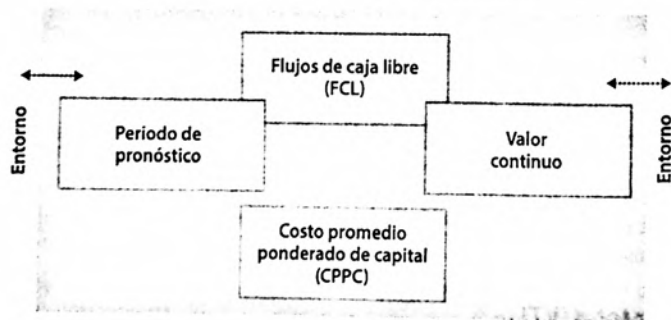 Flujos de caja libre
(FCL)
Entorno
Periodo de
pronóstico
Valor
continuo
Entorno
Costo promedio
ponderado de capital
(CPPC)